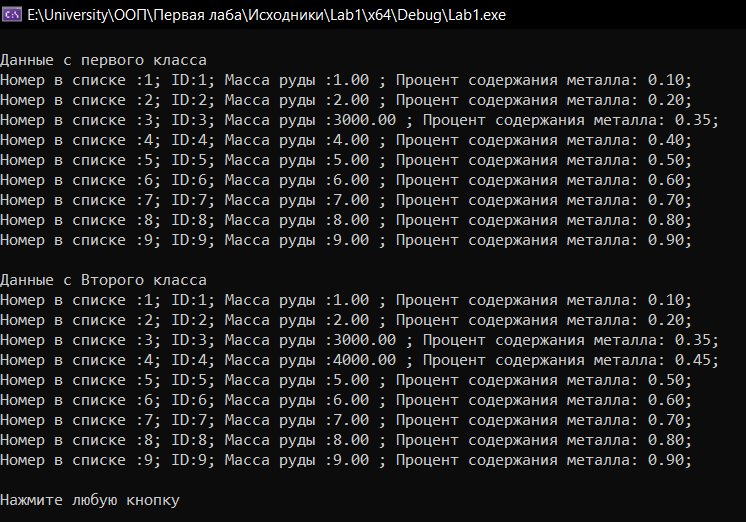 E:\University\ООП\Первая лаба\Исходники\Lab1\x64\Debug\Lab1.exe
Данные с первого класса
Номер в списке :1; ID:1; Масса руды :1.00 ; Процент содержания металла: 0.10;
Номер в списке :2; ID:2; Масса руды :2.00 ; Процент содержания металла: 0.20;
Номер в списке :3; ID:3; Масса руды :3000.00 ; Процент содержания металла: 0.35;
Номер в списке :4; ID:4; Масса руды :4.00 ; Процент содержания металла: 0.40;
Номер в списке :5; ID:5; Масса руды :5.00 ; Процент содержания металла: 0.50;
Номер в списке :6; ID:6; Масса руды :6.00 ; Процент содержания металла: 0.60;
Номер в списке :7; ID:7; Масса руды :7.00 ; Процент содержания металла: 0.70;
Номер в списке :8; ID:8; Масса руды :8.00 ; Процент содержания металла: 0.80;
Номер в списке :9; ID:9; Масса руды :9.00 ; Процент содержания металла: 0.90;
Данные с Второго класса
Номер в списке :1; ID:1; Масса руды :1.00 ; Процент содержания металла: 0.10;
Номер в списке :2; ID:2; Масса руды :2.00 ; Процент содержания металла: 0.20;
Номер в списке :3; ID:3; Масса руды :3000.00 ; Процент содержания металла: 0.35;
Номер в списке :4; ID:4; Масса руды :4000.00 ; Процент содержания металла: 0.45;
Номер в списке :5; ID:5; Масса руды :5.00 ; Процент содержания металла: 0.50;
Номер в списке :6; ID:6; Масса руды :6.00 ; Процент содержания металла: 0.60;
Номер в списке :7; ID:7; Масса руды :7.00 ; Процент содержания металла: 0.70;
Номер в списке :8; ID:8; Масса руды :8.00 ; Процент содержания металла: 0.80;
Номер в списке :9; ID:9; Масса руды :9.00 ; Процент содержания металла: 0.90;
Нажмите любую кнопку